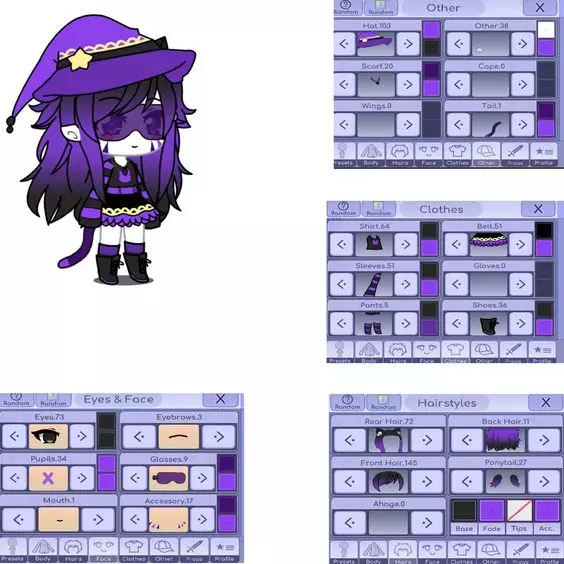 Random Random Other X
Hat.103 Other.38
Scarf.20 Cape.0
Wings.0 Tail.1
Presets Body Hairs Face Clothes Other Props Profile
Random Random Clothes X
Shirt.64 Belt.51
Sleeves.51 Gloves.0
Pants.5 Shoes.36
Presets Body Hairs Face Clothes Other Props Profile
Random Random Eyes & Face X
Eyes.73 Eyebrows.3
Pupils.34 Glasses.9
Mouth.1 Accessory.17
Presets Body Hairs Face Clothes Other Props Profile
Random Random Hairstyles X
Rear Hair.72 Back Hair.11
Front Hair.145 Ponytail.27
Ahoge.0
Base Fade Tips Acc.
Presets Body Hairs Face Clothes Other Props Profile